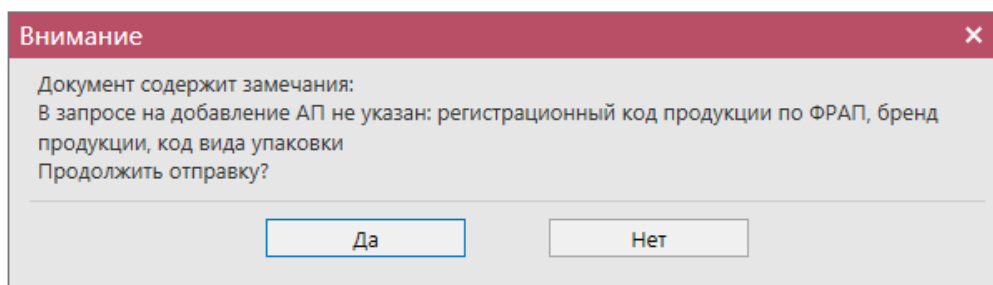 Внимание
Документ содержит замечания:
В запросе на добавление АП не указан: регистрационный код продукции по ФРАП, бренд
продукции, код вида упаковки
Продолжить отправку?
Да
Нет